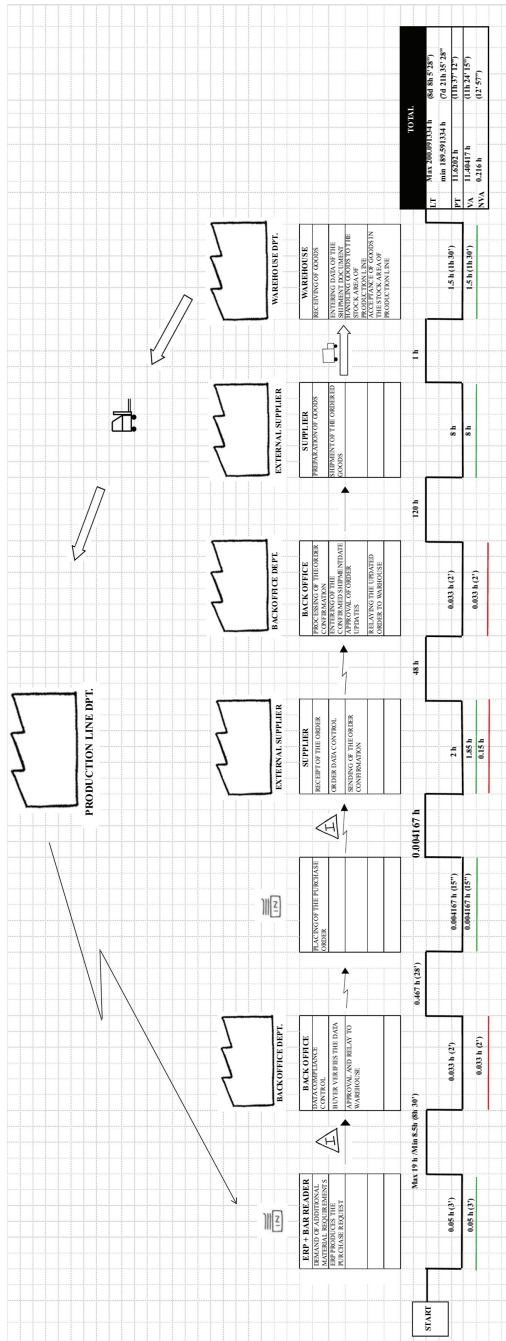 PRODUCTION LINE DPT.
BACKOFFICE DEPT.
EXTERNAL SUPPLIER
BACKOFFICE DEPT.
EXTERNAL SUPPLIER
WAREHOUSE DPT.
IN
IN
ERP + BAR READER
DEMAND OF ADDITIONAL
MATERIAL REQUIREMENTS
ERP PRODUCES THE
PURCHASE REQUEST
I
BACK OFFICE
DATA COMPLIANCE
CONTROL
BUYER VERIFIES THE DATA
APPROVAL AND RELAY TO
WAREHOUSE
PLACING OF THE PURCHASE
ORDER
I
SUPPLIER
RECEIPT OF THE ORDER
ORDER DATA CONTROL
SENDING OF THE ORDER
CONFIRMATION
BACK OFFICE
PROCESSING OF THE ORDER
CONFIRMATION
ENTERING OF THE
CONFIRMED SHIPMENT DATE
APPROVAL OF ORDER
UPDATES
RELAYING THE UPDATED
ORDER TO WARHOUSE
SUPPLIER
PREPARATION OF GOODS
SHIPMENT OF THE ORDERED
GOODS
WAREHOUSE
RECEIVING OF GOODS
ENTERING DATA OF THE
SHIPMENT DOCUMENT
HANDLING GOODS TO THE
STOCK AREA OF
PRODUCTION LINE
ACCEPTANCE OF GOODS IN
THE STOCK AREA OF
PRODUCTION LINE
START
0.05 h (3')
0.05 h (3')
Max 19 h /Min 8.5h (8h 30')
0.033 h (2')
0.033 h (2')
0.467 h (28')
0.004167 h (15'')
0.004167 h (15'')
0.004167 h
2 h
1.85 h
0.15 h
48 h
0.033 h (2')
0.033 h (2')
120 h
8 h
8 h
1 h
1.5 h (1h 30')
1.5 h (1h 30')
TOTAL
LT
Max 200.091334 h
(8d 8h 5'28")
min 189.591334 h
(7d 21h 35' 28"
PT
11.6202 h
(11h 37' 12")
VA
11.40417 h
(11h 24' 15")
NVA
0.216 h
(12' 57")